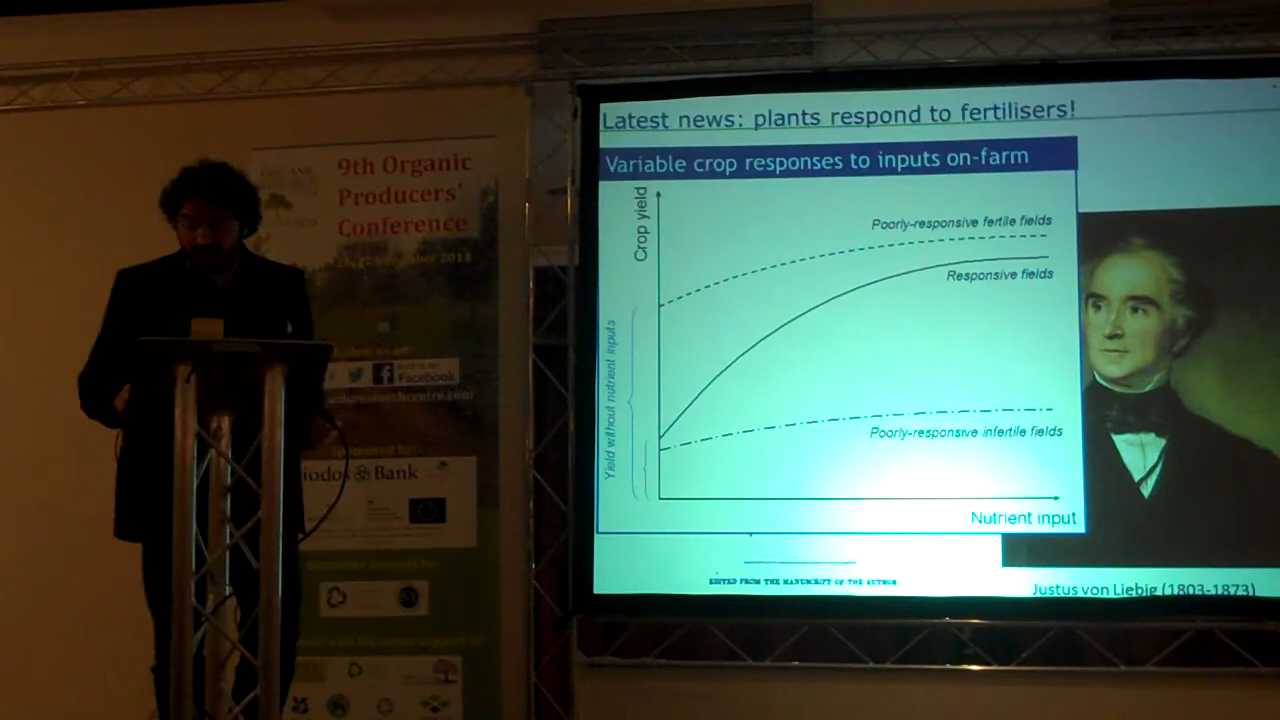 9th Organic
Producers'
Conference
2014
Facebook
& Bank
Latest news: plants respond to fertilisers!
Variable crop responses to inputs on-farm
Crop yield
Yield without nutrient inputs
Poorly-responsive fertile fields
Responsive fields
Poorly-responsive infertile fields
Nutrient input
EDITED FROM THE MANUSCRIPT OF THE AUTHOR
Justus von Liebig (1803-1873)